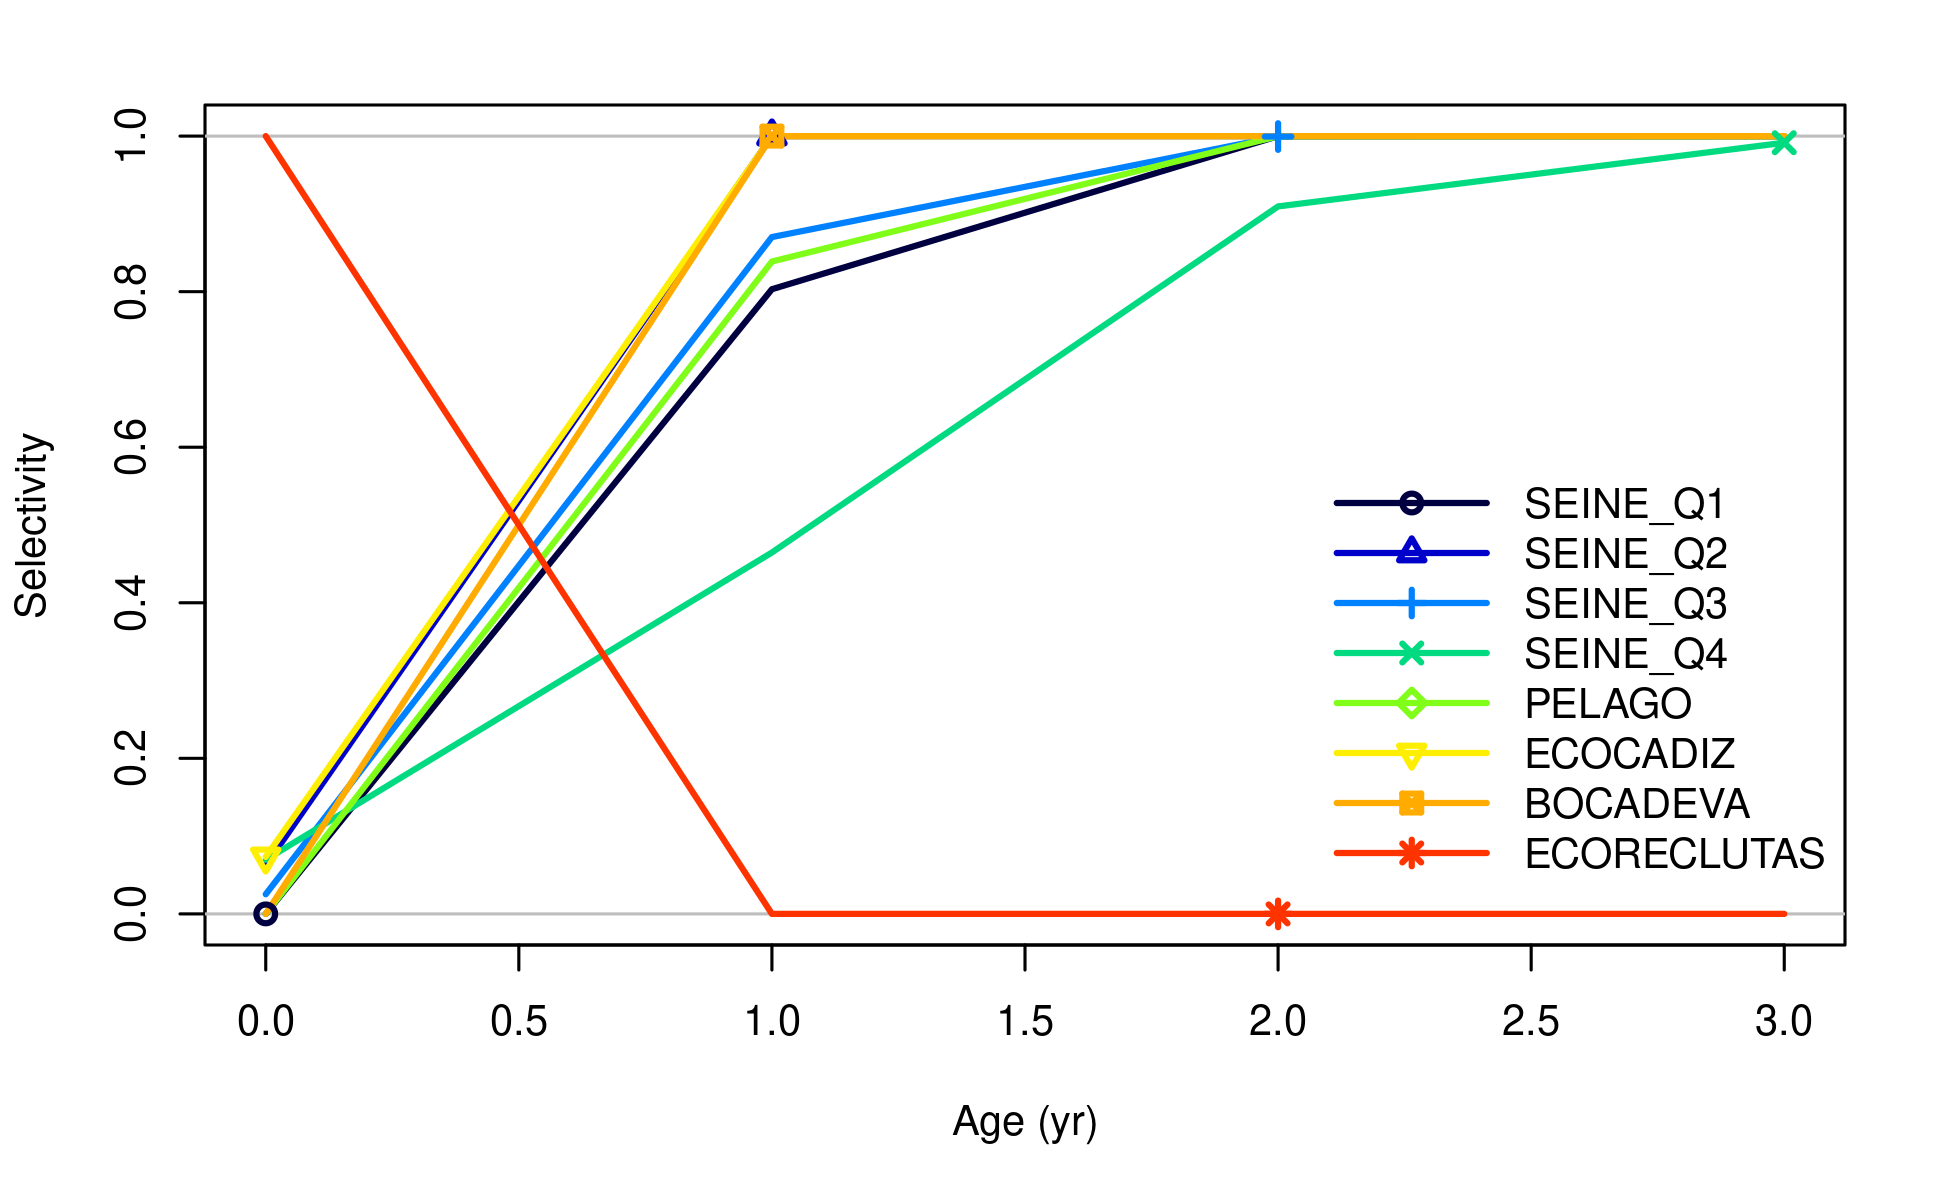 Selectivity
1.0
0.8
0.6
0.4
0.2
0.0
SEINE_Q1
SEINE_Q2
SEINE_Q3
SEINE_Q4
PELAGO
ECOCADIZ
BOCADEVA
ECORECLUTAS
0.0 0.5 1.0 1.5 2.0 2.5 3.0
Age (yr)